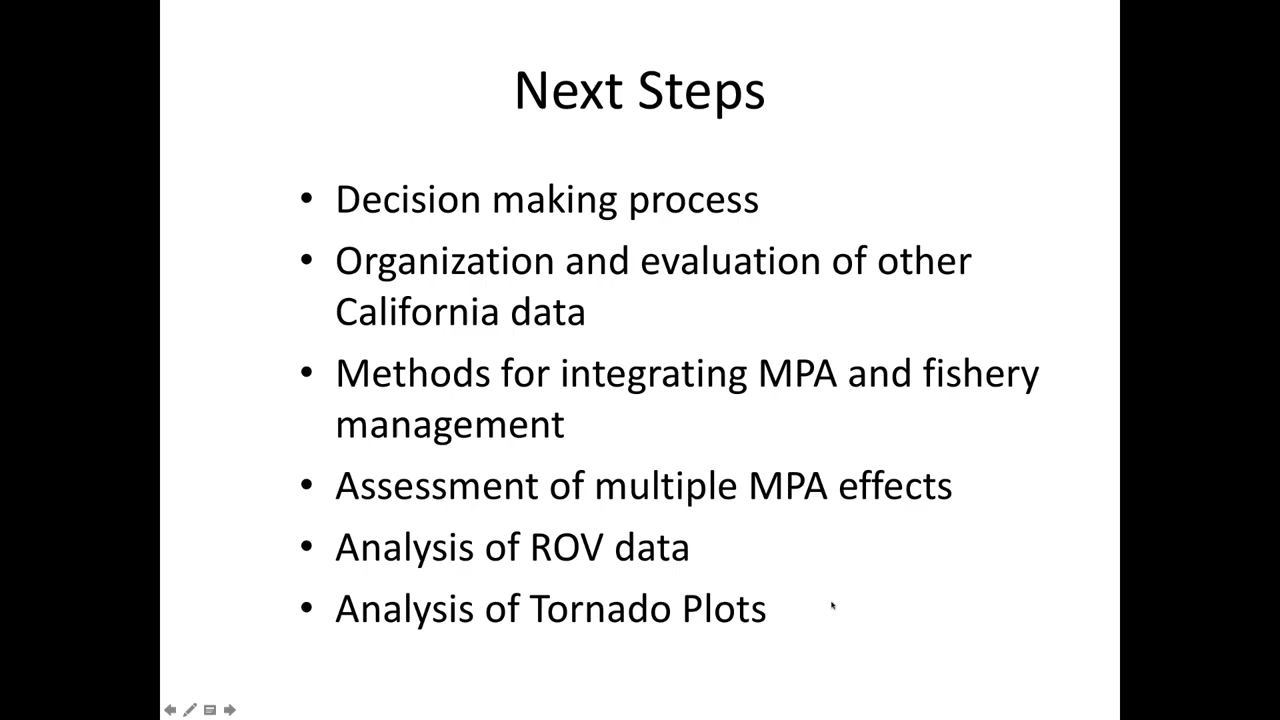 Next Steps
• Decision making process
• Organization and evaluation of other
California data
• Methods for integrating MPA and fishery
management
• Assessment of multiple MPA effects
• Analysis of ROV data
• Analysis of Tornado Plots